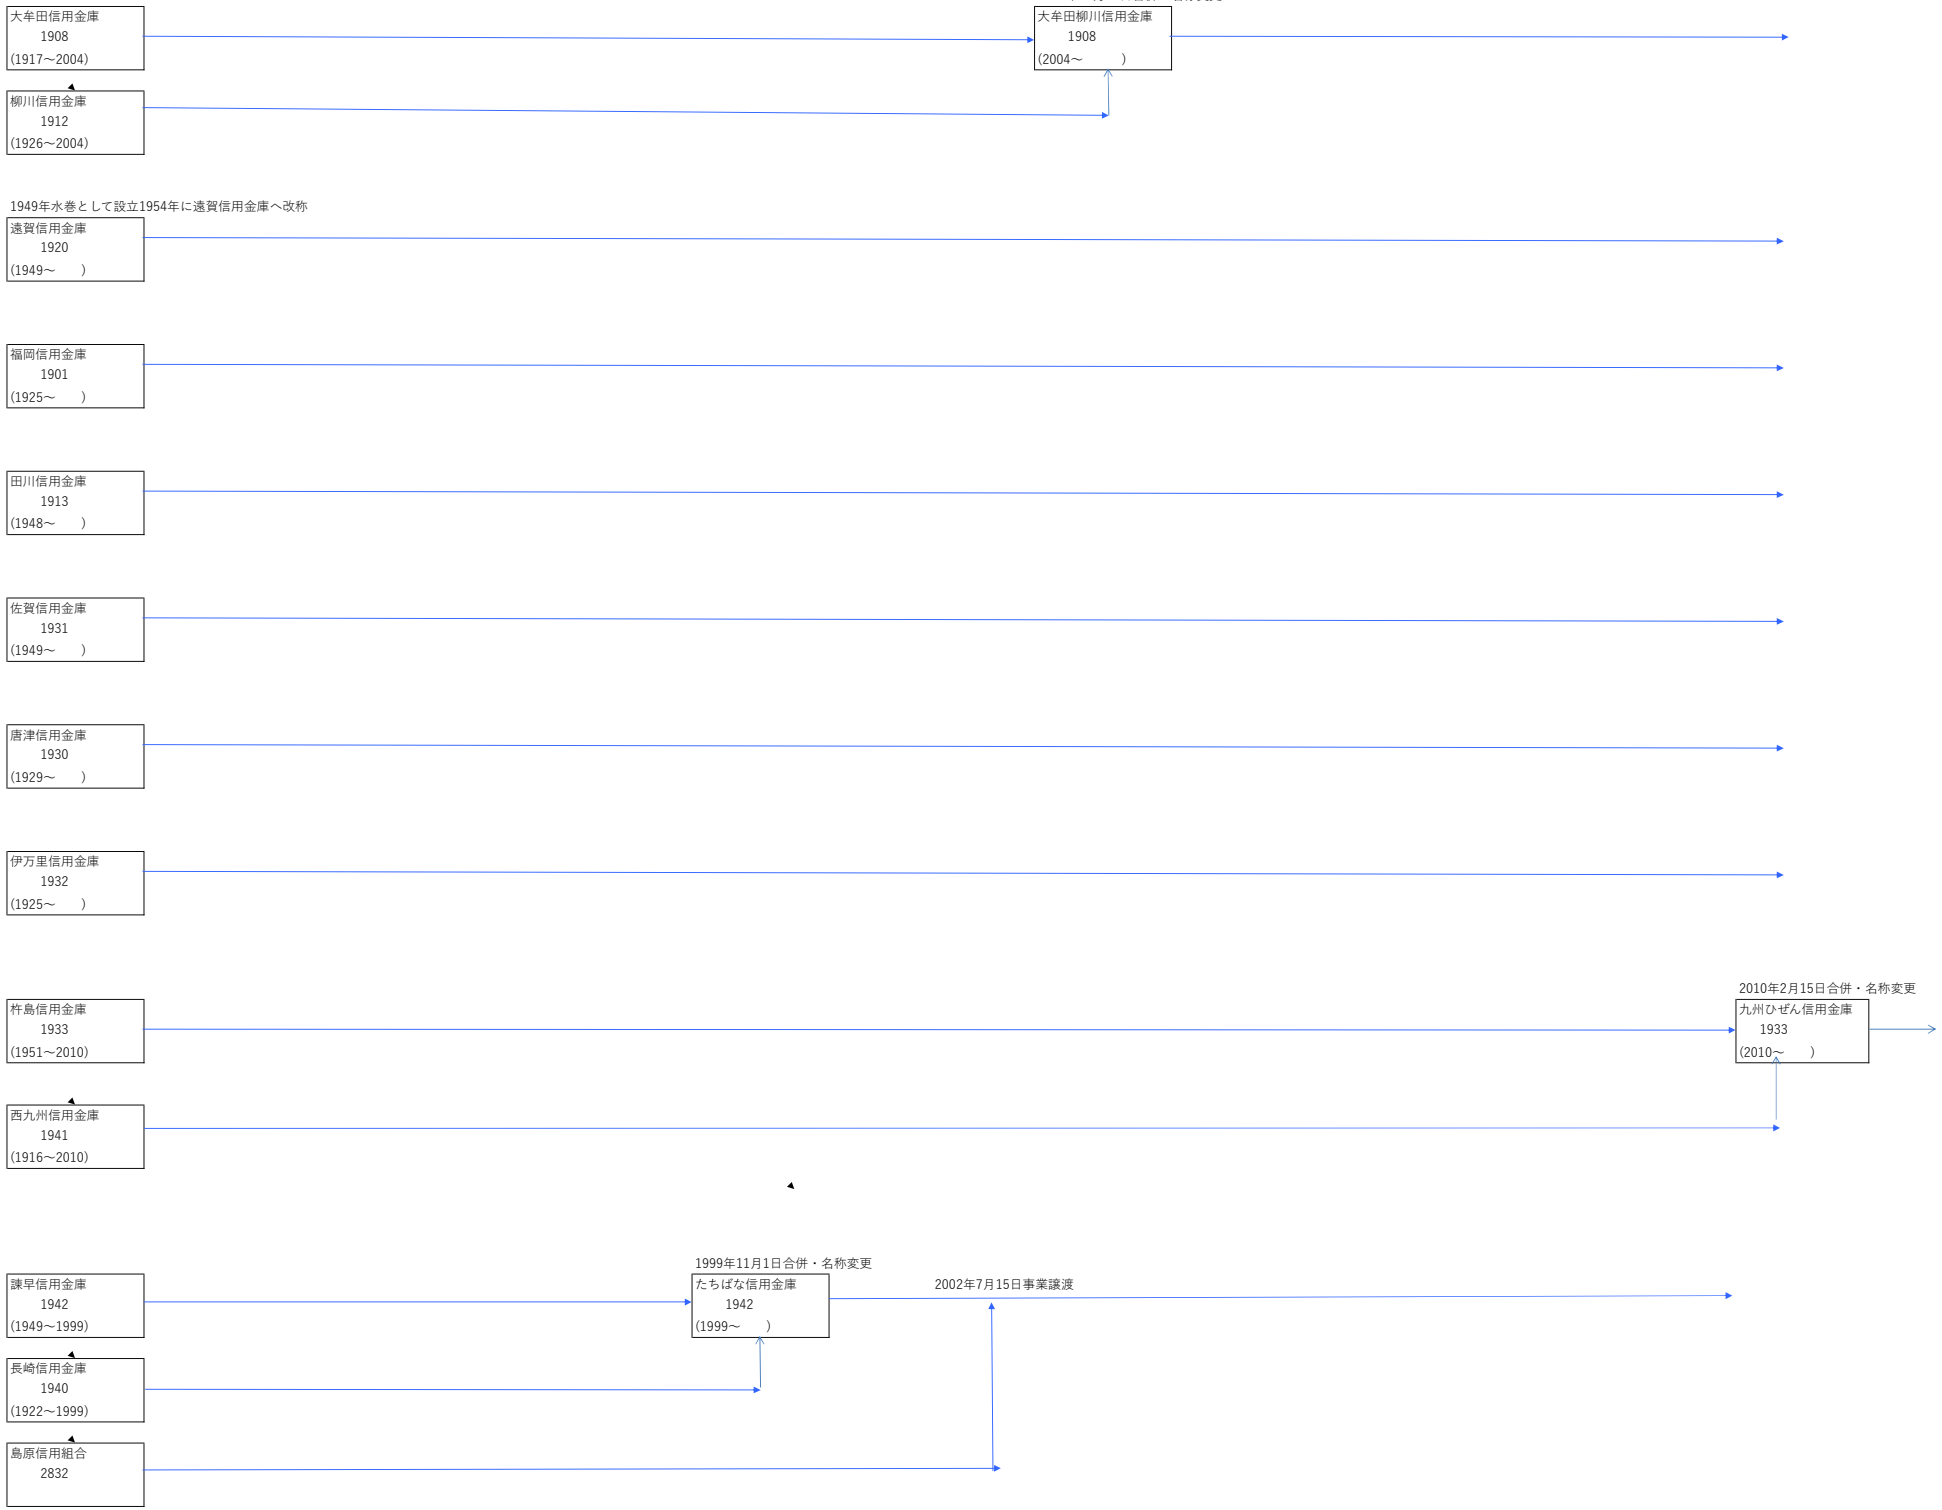 大牟田信用金庫
1908
(1917～2004)
大牟田柳川信用金庫
1908
(2004～ )
柳川信用金庫
1912
(1926～2004)
1949年水巻として設立1954年に遠賀信用金庫へ改称
遠賀信用金庫
1920
(1949～ )
福岡信用金庫
1901
(1925～ )
田川信用金庫
1913
(1948～ )
佐賀信用金庫
1931
(1949～ )
唐津信用金庫
1930
(1929～ )
伊万里信用金庫
1932
(1925～ )
杵島信用金庫
1933
(1951～2010)
2010年2月15日合併・名称変更
九州ひぜん信用金庫
1933
(2010～ )
西九州信用金庫
1941
(1916～2010)
諫早信用金庫
1942
(1949～1999)
1999年11月1日合併・名称変更
たちばな信用金庫
1942
(1999～ )
2002年7月15日事業譲渡
長崎信用金庫
1940
(1922～1999)
島原信用組合
2832